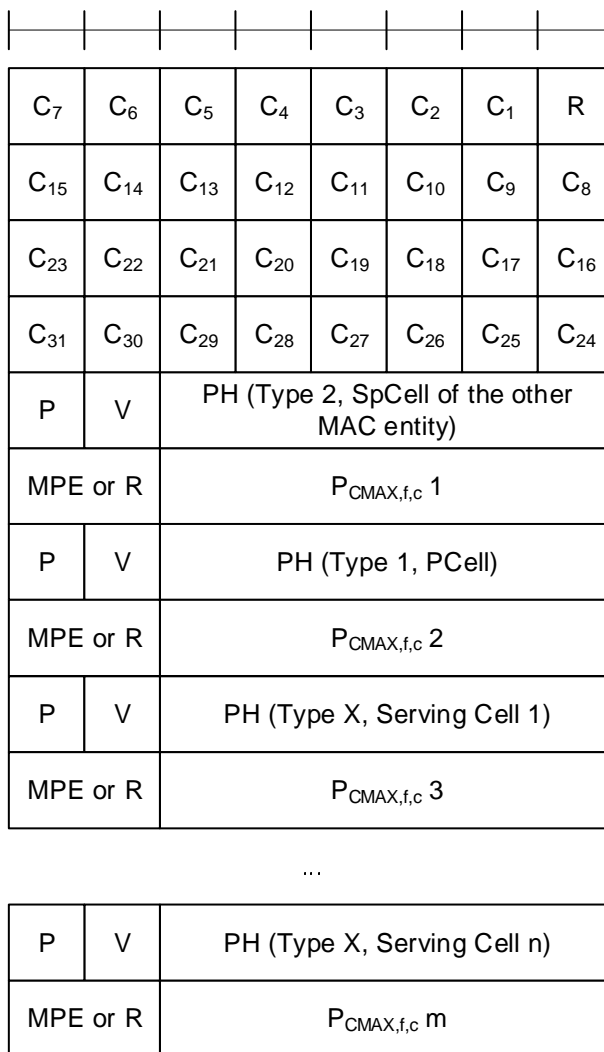 C7 C6 C5 C4 C3 C2 C1 R
C15 C14 C13 C12 C11 C10 C9 C8
C23 C22 C21 C20 C19 C18 C17 C16
C31 C30 C29 C28 C27 C26 C25 C24
P V PH (Type 2, SpCell of the other
MAC entity)
MPE or R PCMAX,f,c 1
P V PH (Type 1, PCell)
MPE or R PCMAX,f,c 2
P V PH (Type X, Serving Cell 1)
MPE or R PCMAX,f,c 3
...
P V PH (Type X, Serving Cell n)
MPE or R PCMAX,f,c m